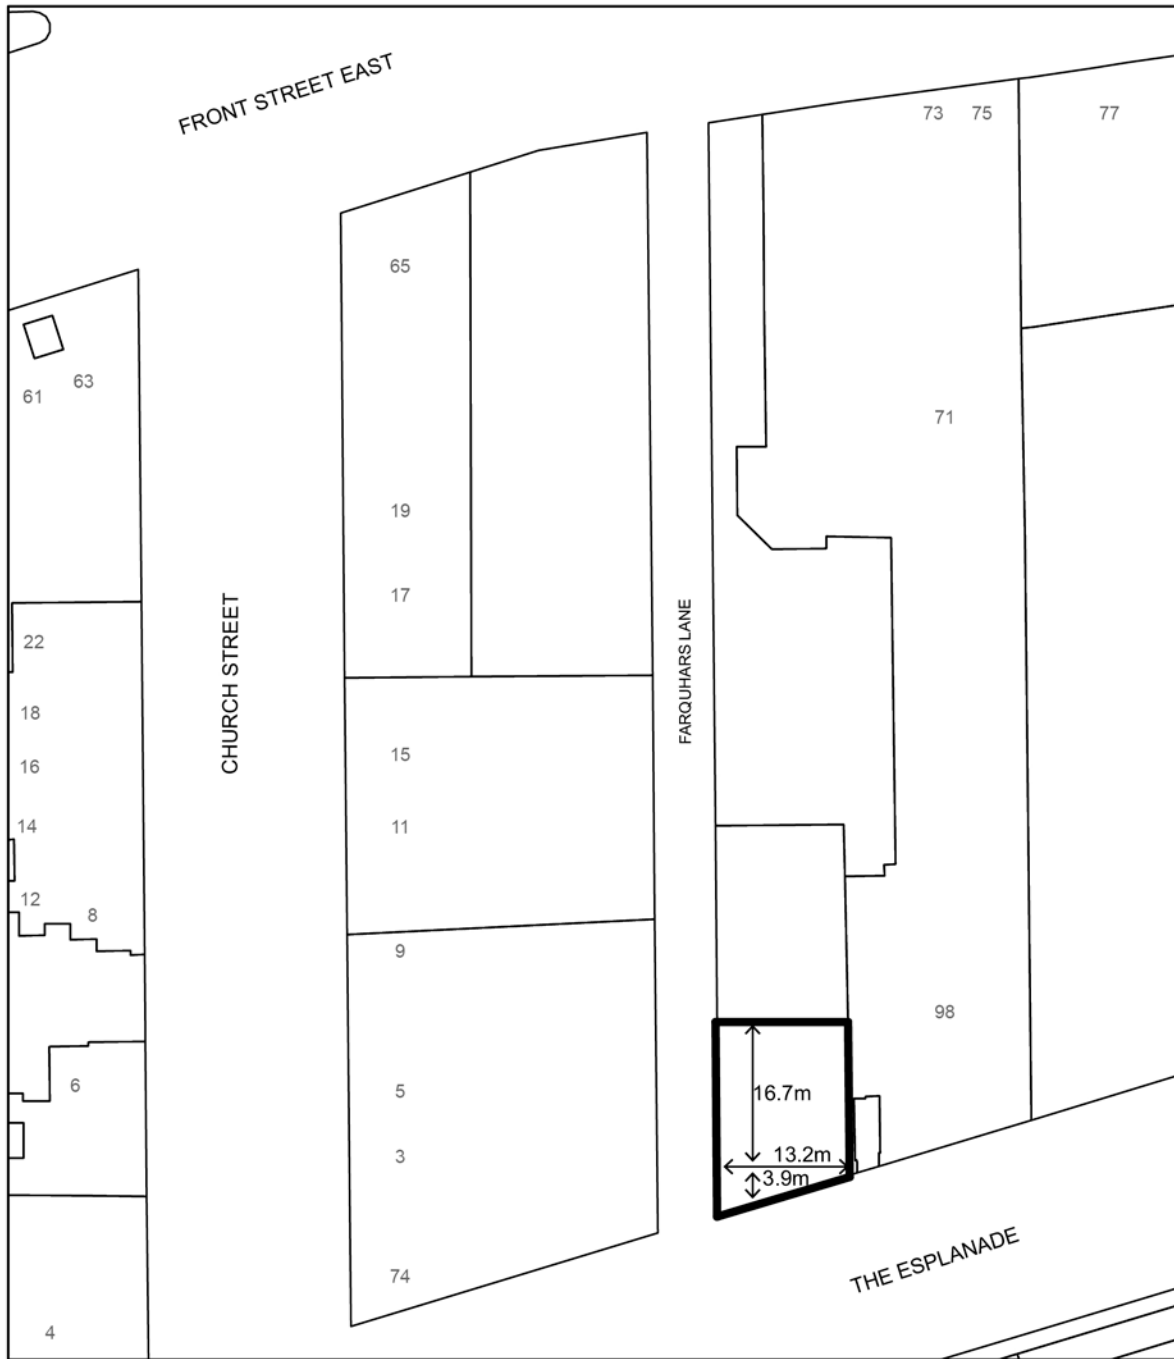 FRONT STREET EAST
73 75 77
65
63
61
71
19
17
CHURCH STREET
FARQUHARS LANE
22
18
16
15
14
11
12
8
9
98
6
5
16.7m
3
13.2m
3.9m
74
THE ESPLANADE
4